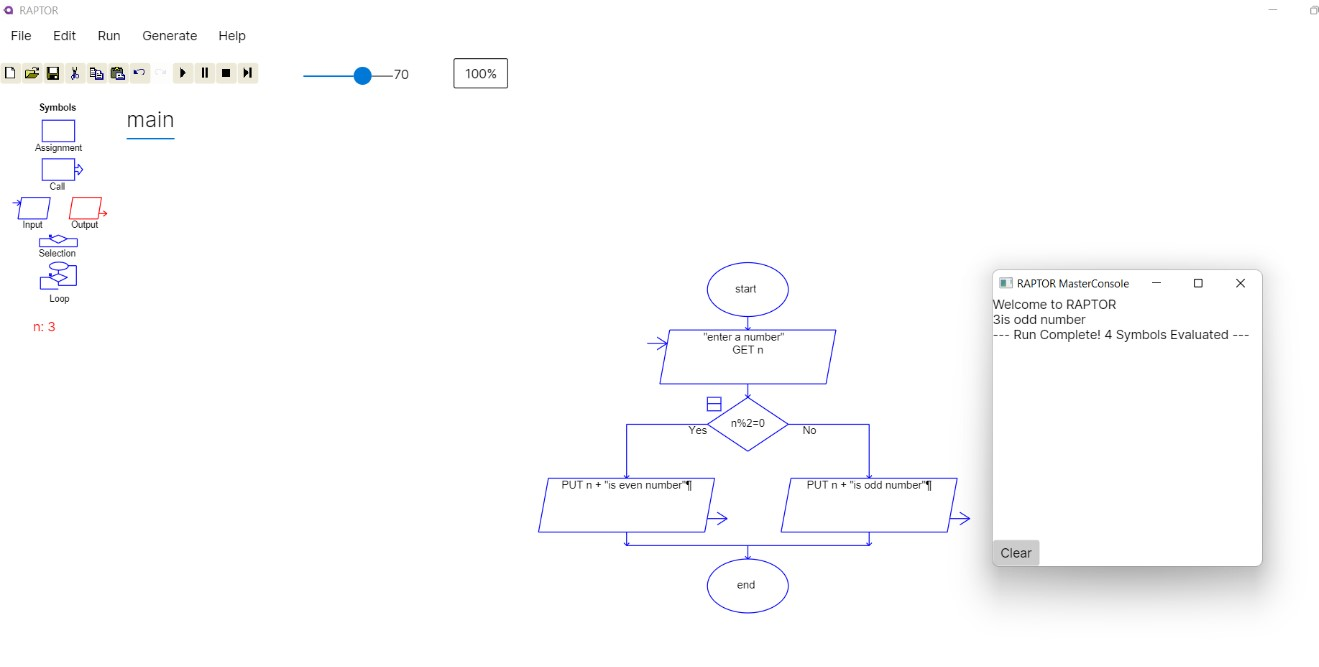 RAPTOR
File Edit Run Generate Help
70
100%
Symbols
Assignment
Call
Input Output
Selection
Loop
n: 3
main
start
"enter a number"
GET n
n%2=0
Yes
No
PUT n + "is even number"¶
PUT n + "is odd number"¶
end
RAPTOR MasterConsole
Welcome to RAPTOR
3is odd number
--- Run Complete! 4 Symbols Evaluated ---
Clear